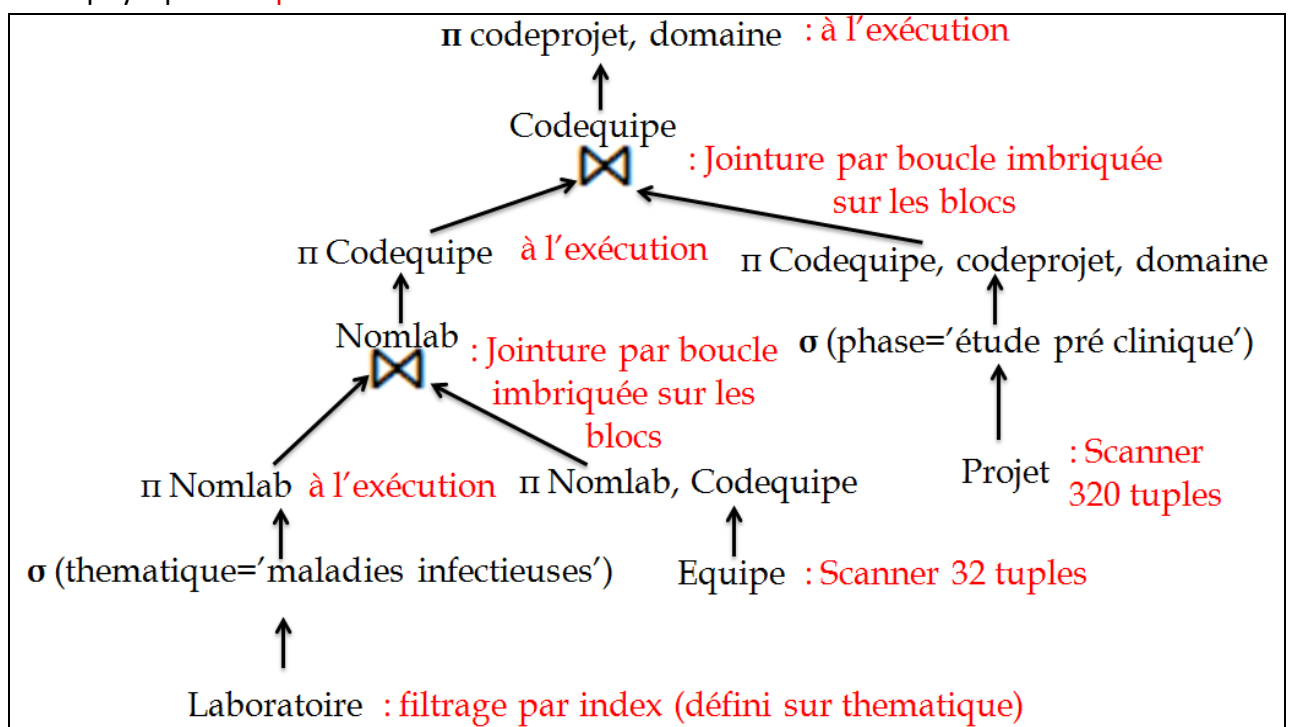 π codeprojet, domaine : à l'exécution
Codequipe
: Jointure par boucle imbriquée
sur les blocs
π Codequipe à l'exécution π Codequipe, codeprojet, domaine
Nomlab : Jointure par boucle σ (phase='étude pré clinique')
imbriquée sur les
blocs
Projet : Scanner
320 tuples
π Nomlab à l'exécution π Nomlab, Codequipe
σ (thematique='maladies infectieuses') Equipe : Scanner 32 tuples
Laboratoire : filtrage par index (défini sur thematique)